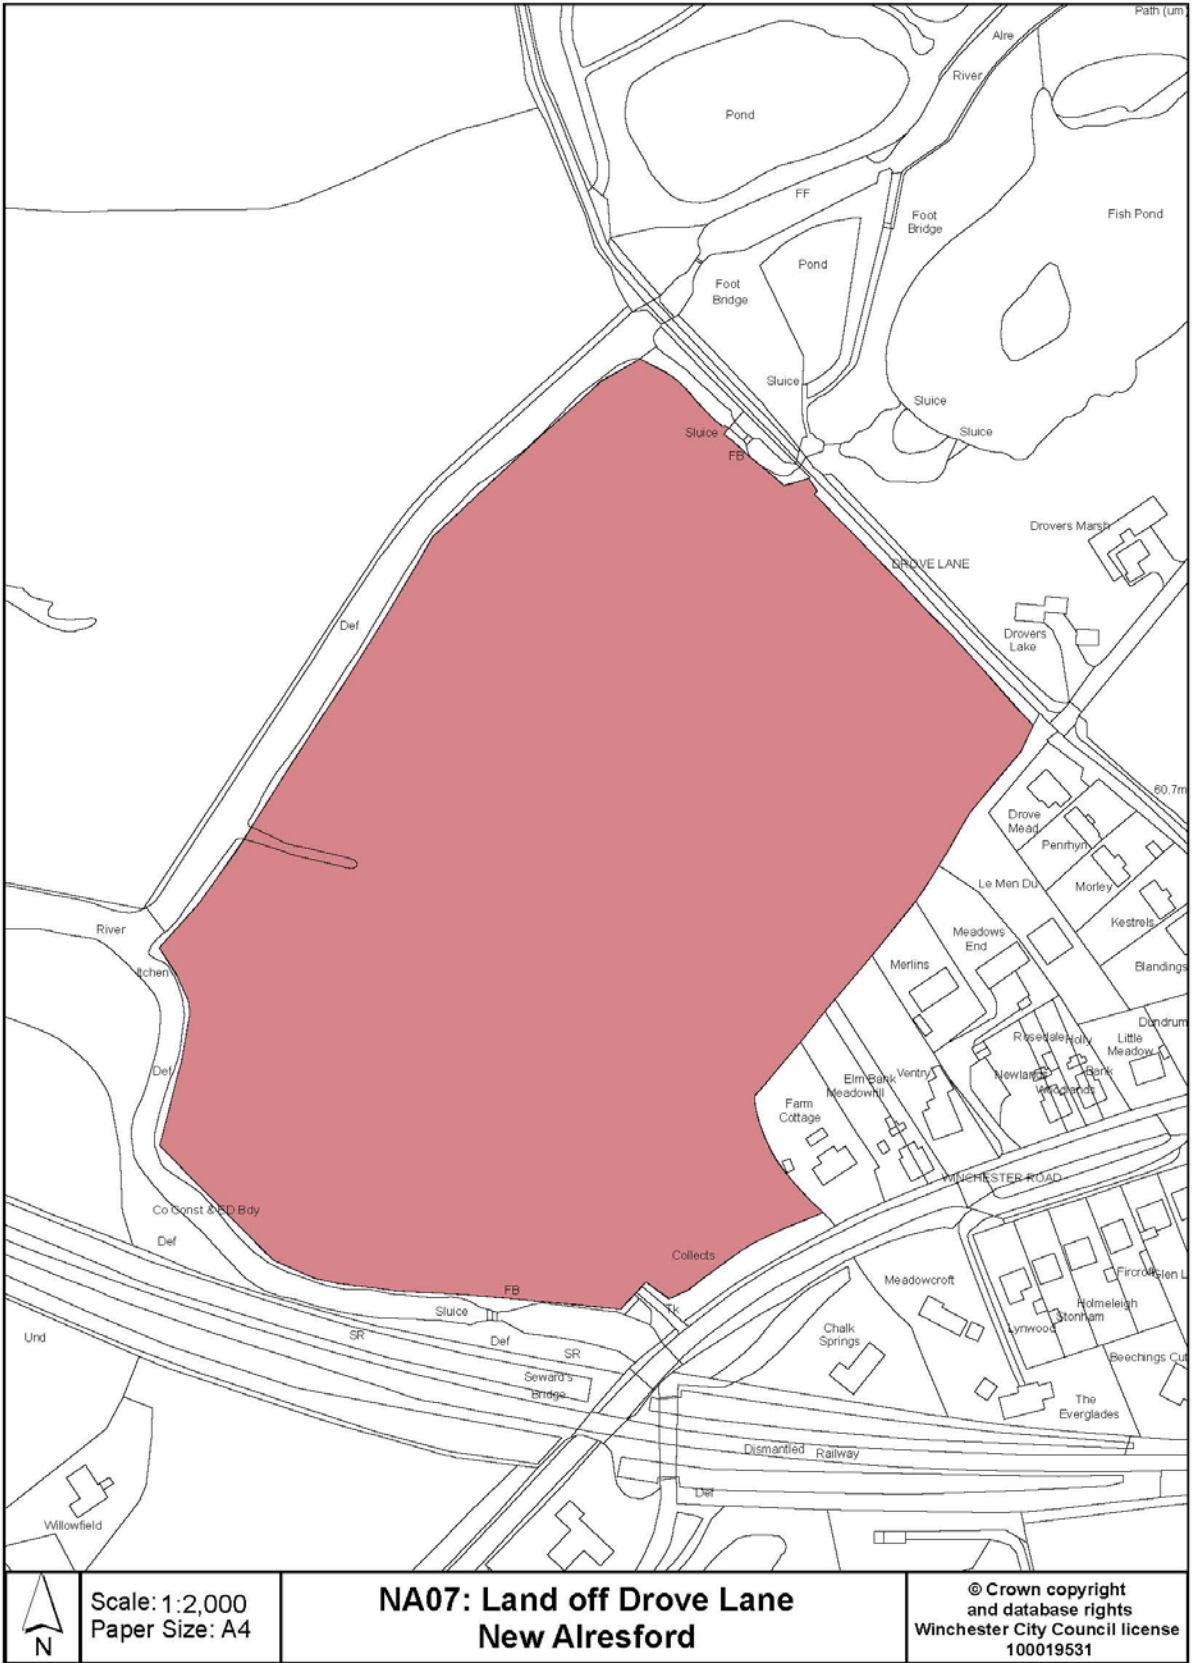 Path (um
Alre
River
Pond
FF
Foot
Bridge
Fish Pond
Pond
Foot
Bridge
Sluice
Sluice
Sluice
Sluice
FB
Drovers Marsh
DROVE LANE
Def
Drovers
Lake
60.7m
Drove
Mead
Penrhyn
Le Men Du
Morley
Kestrels
River
Meadows
End
Merlins
Blandings
Itchen
Dundrum
Rosedale
Holly
Little
Meadow
Def
Elm Bank
Ventry
Newlands
Bank
Meadowhill
Woodlands
Farm
Cottage
WINCHESTER ROAD
Co Const & ED Bdy
Def
Collects
Meadowcroft
Fircroft
Glen L
FB
Sluice
Tk
Holmeleigh
Stonham
Lynwood
Chalk
Springs
Und
SR
Def
SR
Beechings Cut
Seward's
Bridge
The
Everglades
Dismantled Railway
Def
Willowfield
N
Scale: 1:2,000
Paper Size: A4
NA07: Land off Drove Lane
New Alresford
© Crown copyright
and database rights
Winchester City Council license
100019531